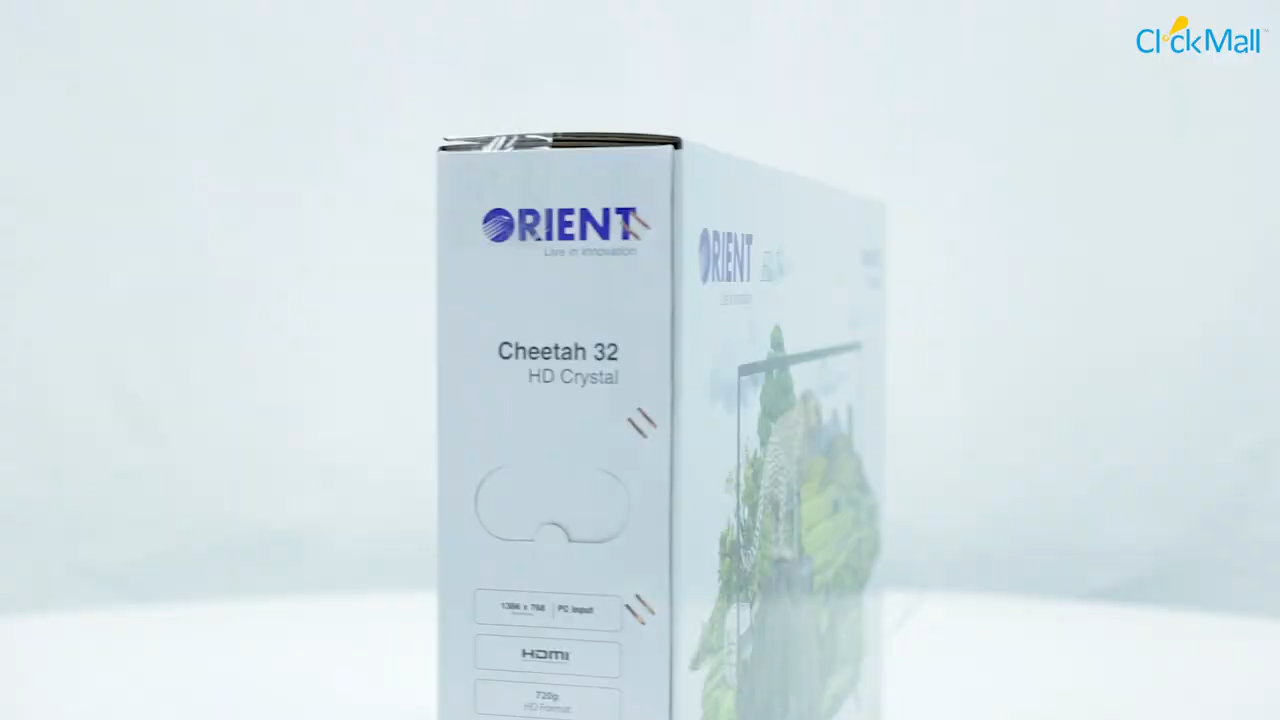 ClickMall
ORIENT
Live in Innovation
Cheetah 32
HD Crystal
1366 x 768 | PC Input
HDMI
720p
HD Format
ORIENT